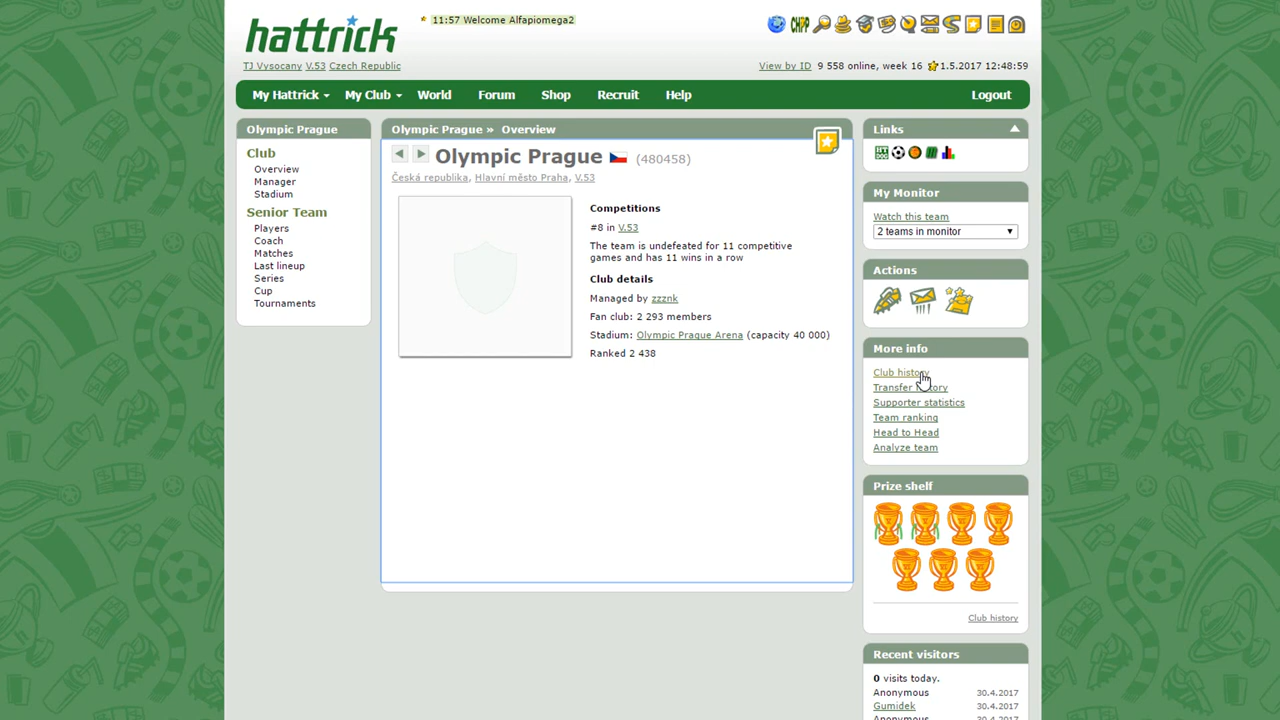 hattrick
11:57 Welcome Alfapiomega2
CHPP
TJ Vysocany V.53 Czech Republic
View by ID 9 558 online, week 16 1.5.2017 12:48:59
My Hattrick My Club World Forum Shop Recruit Help Logout
Olympic Prague
Club
Overview
Manager
Stadium
Senior Team
Players
Coach
Matches
Last lineup
Series
Cup
Tournaments
Olympic Prague » Overview
Olympic Prague (480458)
Česká republika, Hlavní město Praha, V.53
Competitions
#8 in V.53
The team is undefeated for 11 competitive
games and has 11 wins in a row
Club details
Managed by zzznk
Fan club: 2 293 members
Stadium: Olympic Prague Arena (capacity 40 000)
Ranked 2 438
Links
My Monitor
Watch this team
2 teams in monitor
Actions
More info
Club history
Transfer history
Supporter statistics
Team ranking
Head to Head
Analyze team
Prize shelf
Club history
Recent visitors
0 visits today.
Anonymous 30.4.2017
Gumidek 30.4.2017
Anonymous 30.4.2017